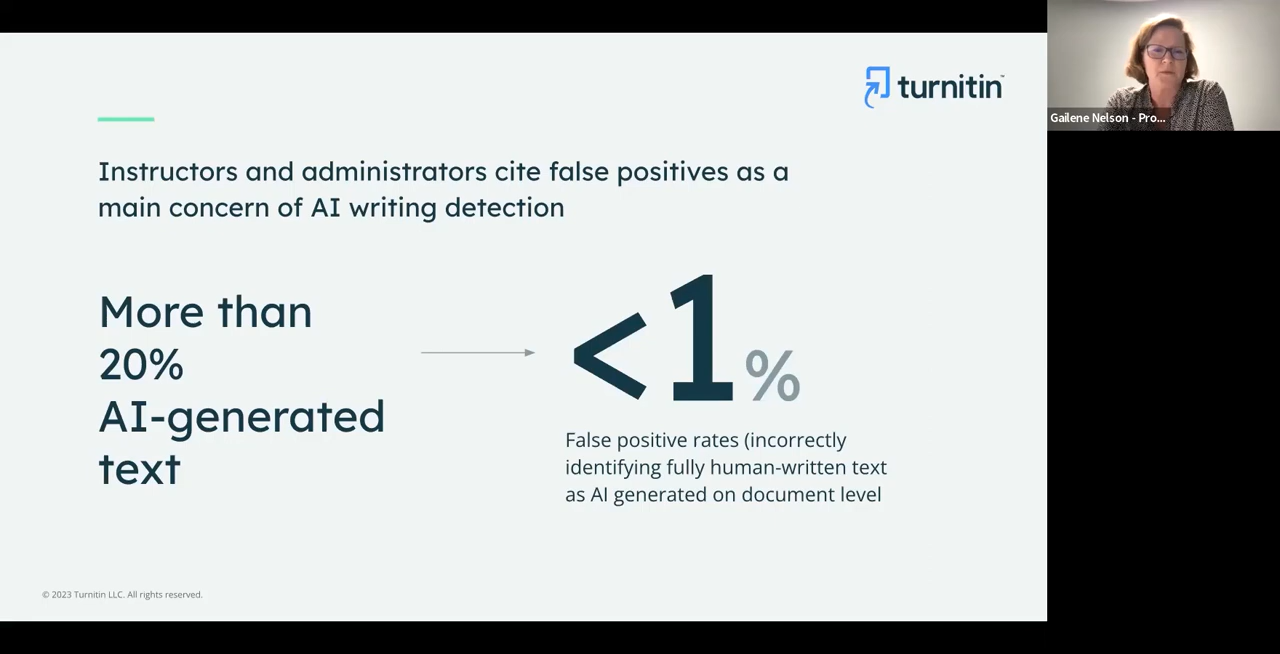 turnitin™
Instructors and administrators cite false positives as a
main concern of AI writing detection
More than
20%
AI-generated
text
<1%
False positive rates (incorrectly
identifying fully human-written text
as AI generated on document level
© 2023 Turnitin LLC. All rights reserved.
Gailene Nelson - Pro...